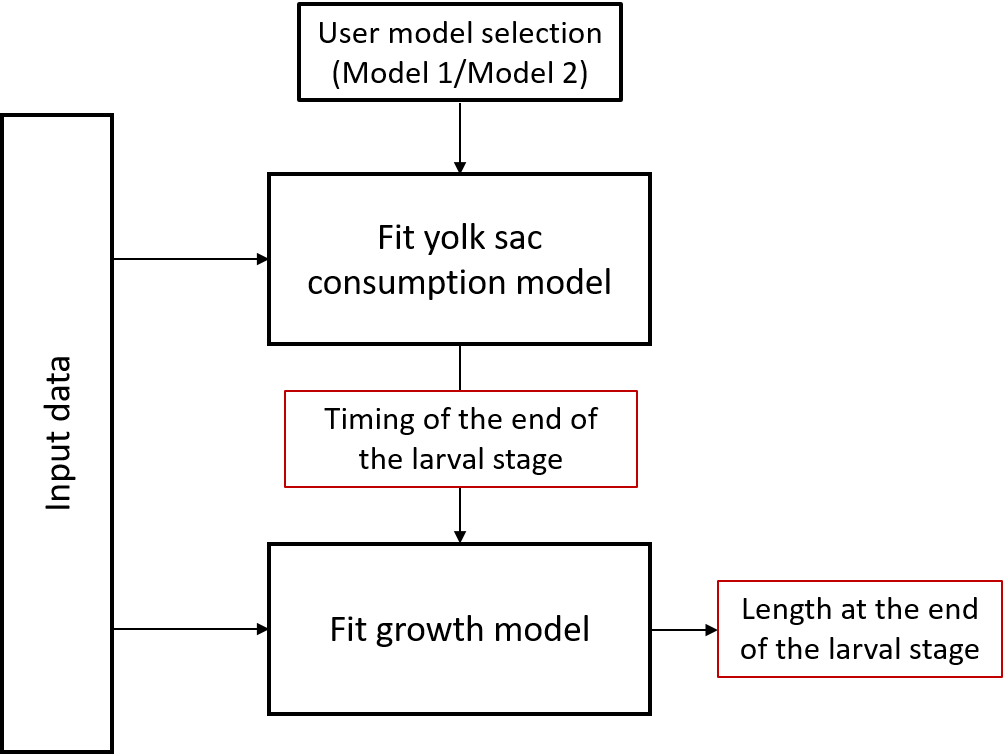 User model selection
(Model 1/Model 2)
Input data
Fit yolk sac
consumption model
Timing of the end of
the larval stage
Fit growth model
Length at the end
of the larval stage